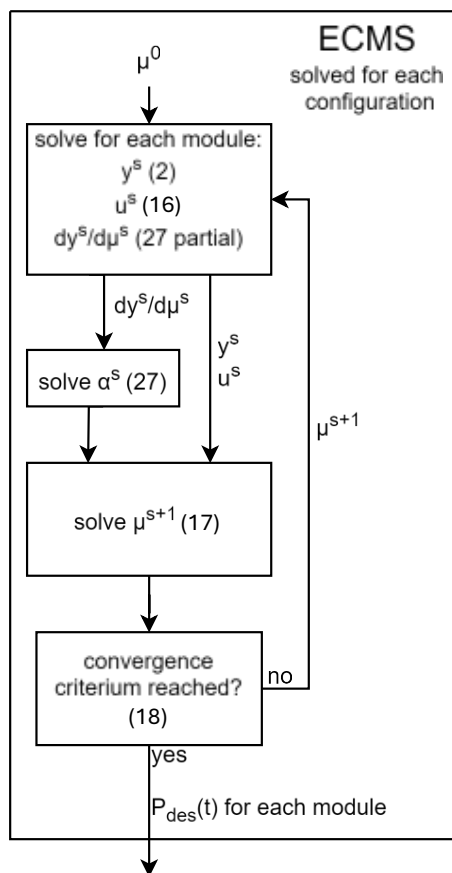 ECMS
solved for each
configuration
μ⁰
solve for each module:
yˢ (2)
uˢ (16)
dyˢ/dμˢ (27 partial)
dyˢ/dμˢ
yˢ
uˢ
solve αˢ (27)
μˢ⁺¹
solve μˢ⁺¹ (17)
convergence
criterium reached?
(18)
no
yes
P_des(t) for each module